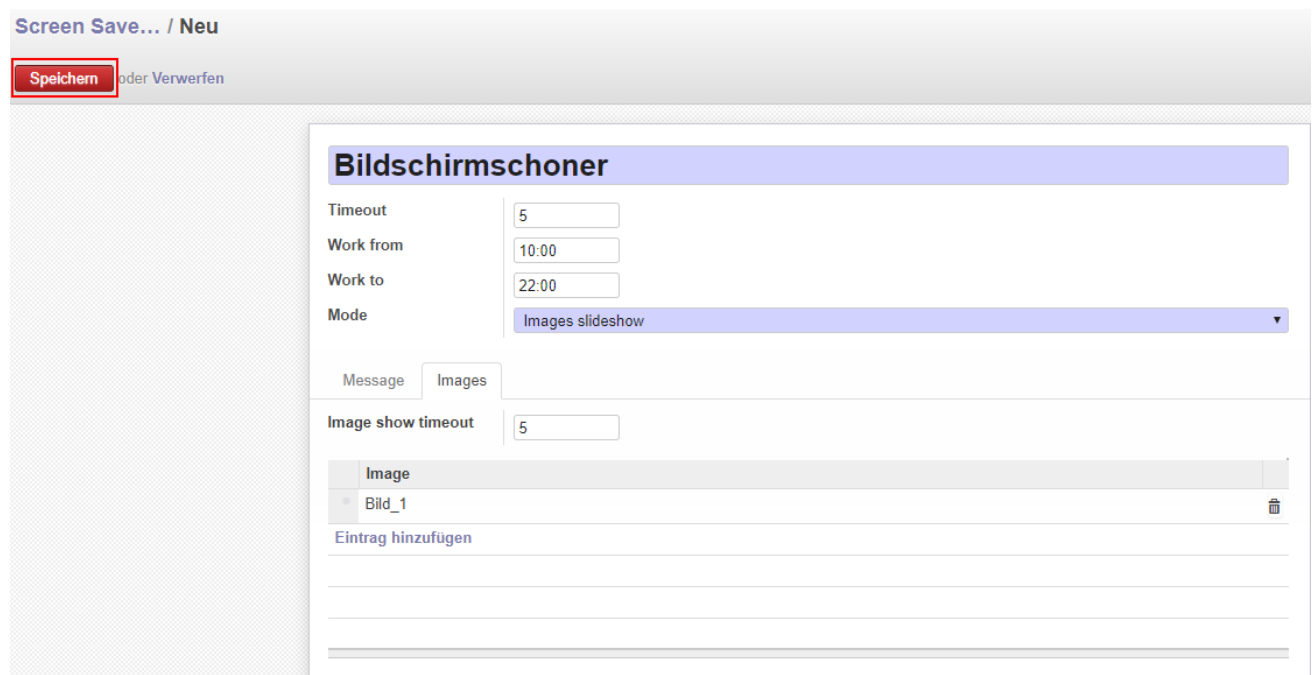 Screen Save... / Neu
Speichern oder Verwerfen
Bildschirmschoner
Timeout 5
Work from 10:00
Work to 22:00
Mode Images slideshow
Message Images
Image show timeout 5
Image
Bild_1
Eintrag hinzufügen